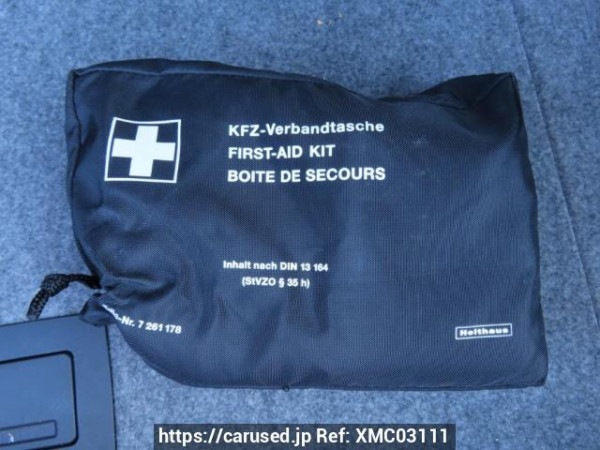 KFZ-Verbandtasche
FIRST-AID KIT
BOITE DE SECOURS
Inhalt nach DIN 13 164
(StVZO § 35 h)
-Nr. 7 261 178
Holthaus
https://carused.jp Ref: XMC03111